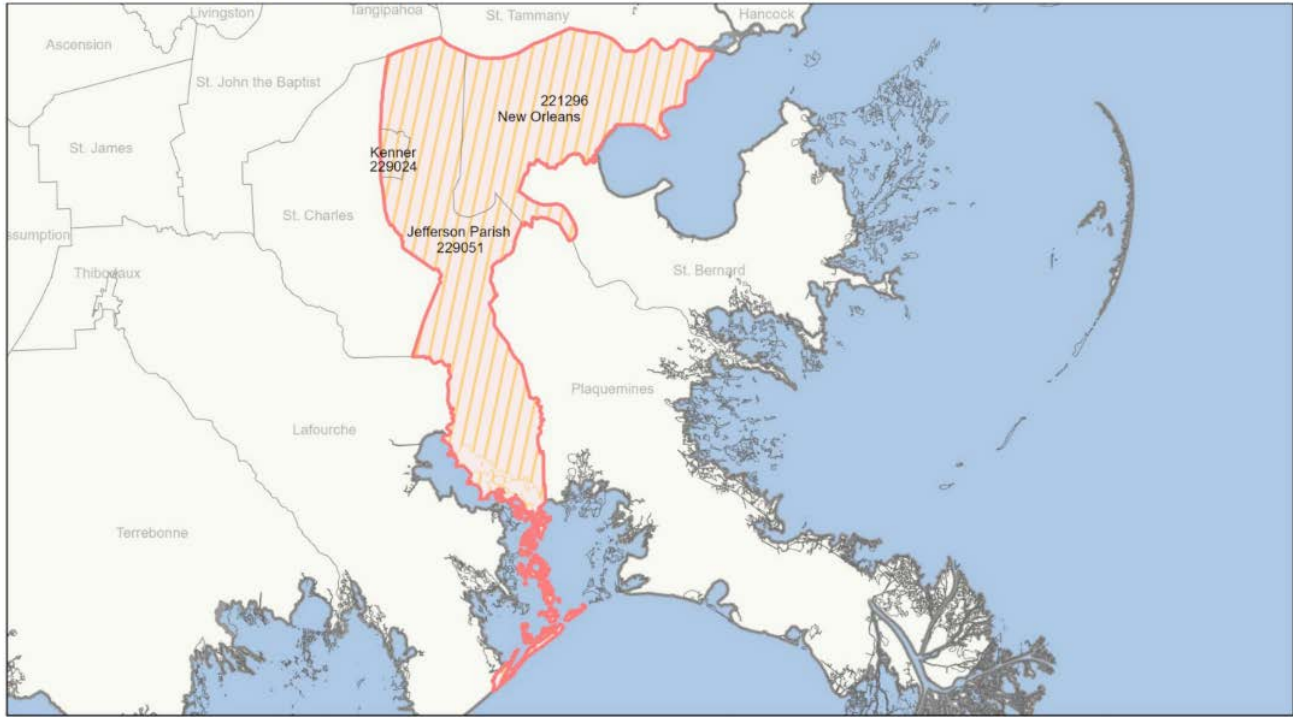 Livingston
Tangipahoa
St. Tammany
Hancock
Ascension
St. John the Baptist
221296
New Orleans
St. James
Kenner
229024
St. Charles
Jefferson Parish
229051
ssumption
Thibodaux
St. Bernard
Plaquemines
Lafourche
Terrebonne